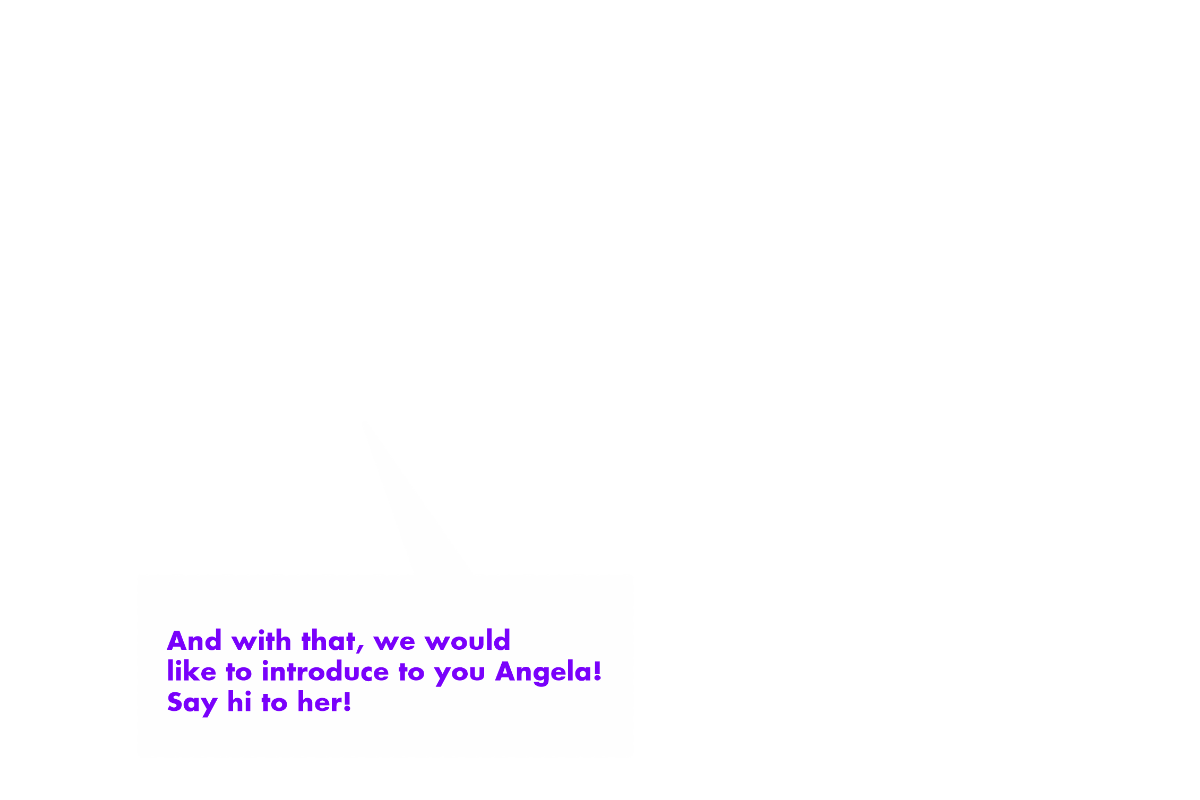 And with that, we would
like to introduce to you Angela!
Say hi to her!